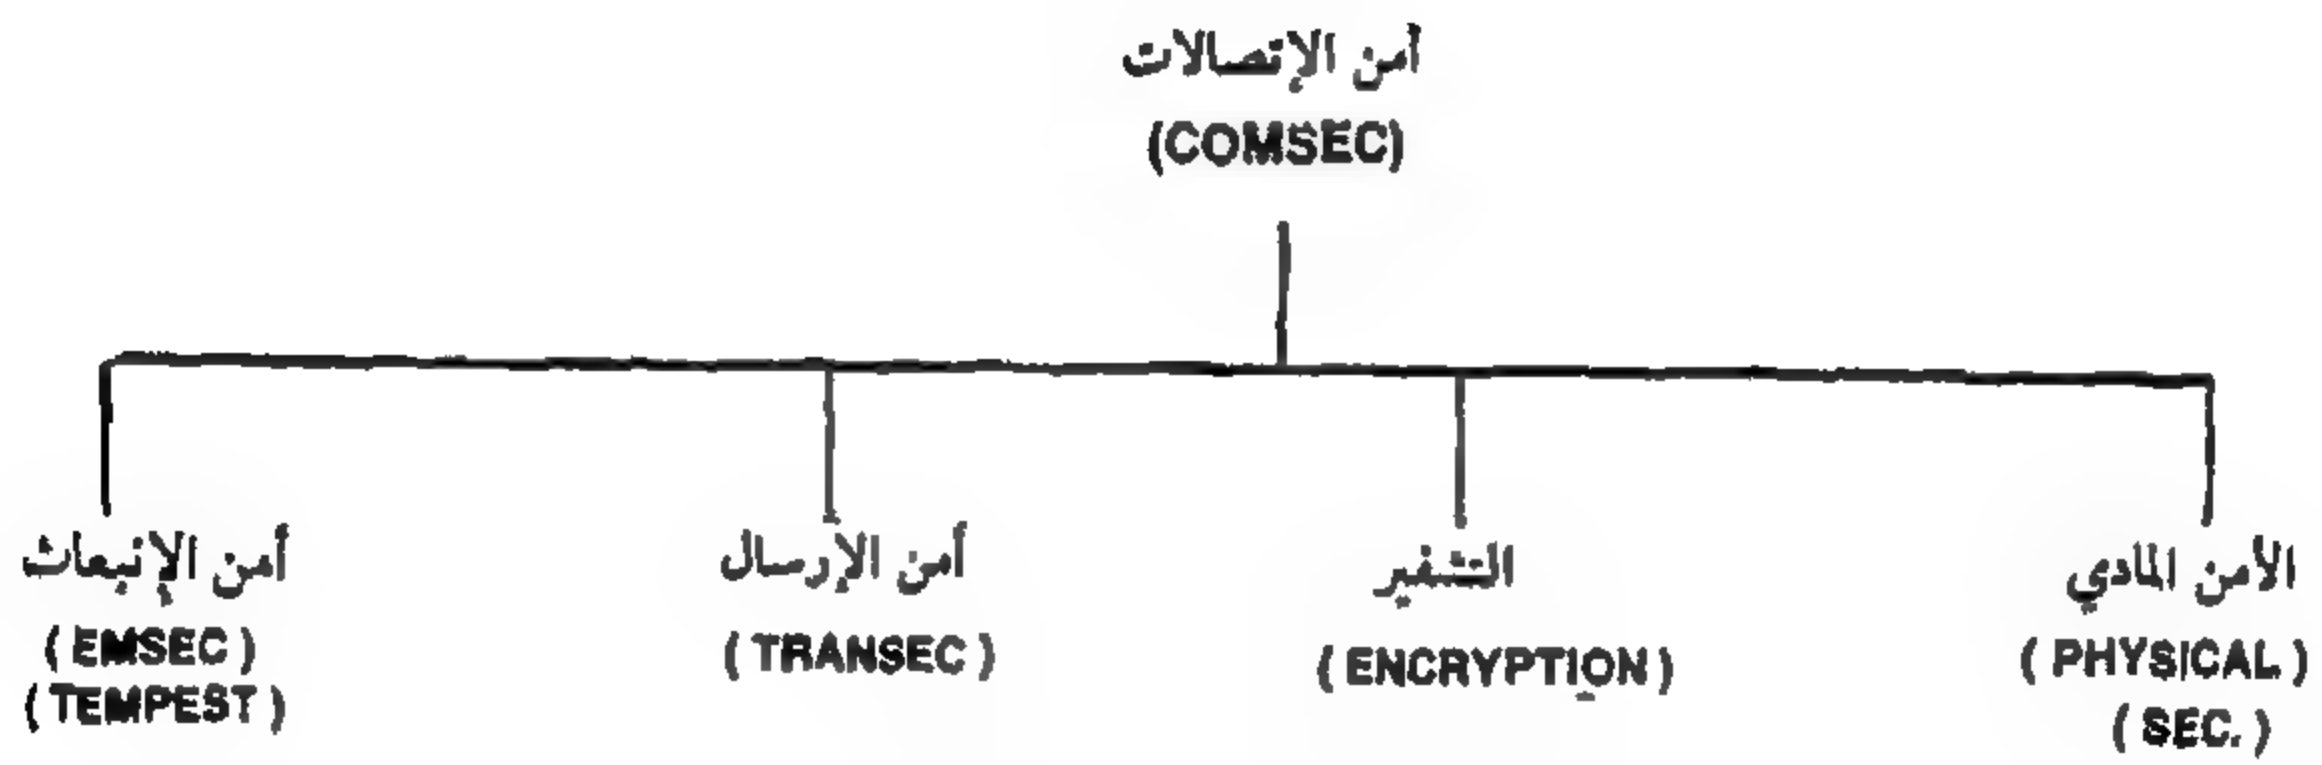 أمن الإتصالات
(COMSEC)
الأمن المادي
( PHYSICAL )
( SEC. )
التشفير
( ENCRYPTION )
أمن الإرسال
( TRANSEC )
أمن الإنبعاث
( EMSEC )
( TEMPEST )